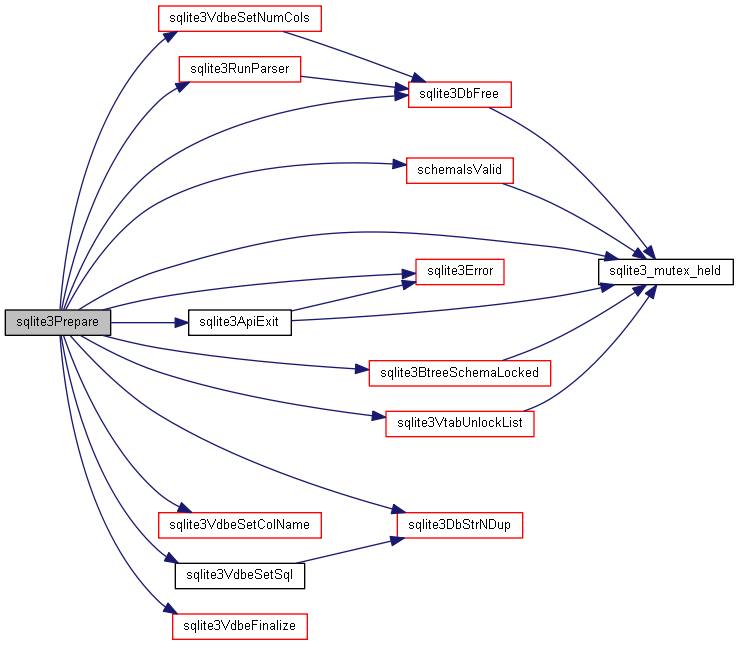 sqlite3VdbeSetNumCols
sqlite3RunParser
sqlite3DbFree
schemaIsValid
sqlite3_mutex_held
sqlite3Error
sqlite3Prepare
sqlite3ApiExit
sqlite3BtreeSchemaLocked
sqlite3VtabUnlockList
sqlite3VdbeSetColName
sqlite3DbStrNDup
sqlite3VdbeSetSql
sqlite3VdbeFinalize